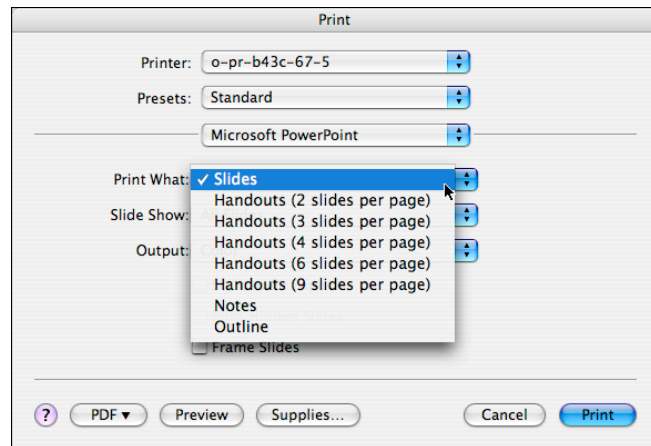 Print
Printer: o-pr-b43c-67-5
Presets: Standard
Microsoft PowerPoint
Print What: ✓ Slides
Handouts (2 slides per page)
Slide Show: Handouts (3 slides per page)
Handouts (4 slides per page)
Output: Handouts (6 slides per page)
Handouts (9 slides per page)
Notes
Outline
Frame Slides
? PDF ▼ Preview Supplies... Cancel Print